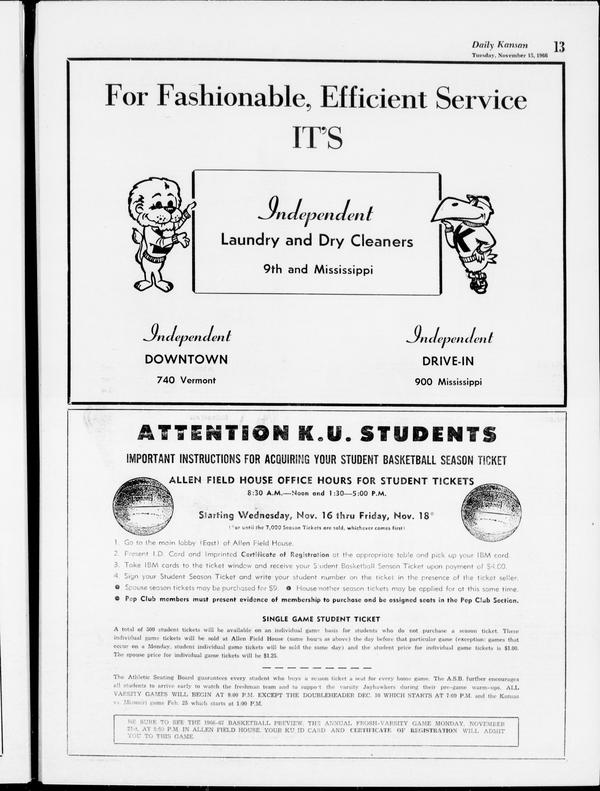 Daily Kansan 13
Tuesday, November 15, 1966
For Fashionable, Efficient Service
IT'S
Independent
Laundry and Dry Cleaners
9th and Mississippi
K
Independent
DOWNTOWN
740 Vermont
Independent
DRIVE-IN
900 Mississippi
ATTENTION K.U. STUDENTS
IMPORTANT INSTRUCTIONS FOR ACQUIRING YOUR STUDENT BASKETBALL SEASON TICKET
ALLEN FIELD HOUSE OFFICE HOURS FOR STUDENT TICKETS
8:30 A.M.—Noon and 1:30—5:00 P.M.
Starting Wednesday, Nov. 16 thru Friday, Nov. 18*
(*or until the 7,000 Season Tickets are sold, whichever comes first)
1. Go to the main lobby (East) of Allen Field House.
2. Present I.D. Card and Imprinted Certificate of Registration at the appropriate table and pick up your IBM card.
3. Take IBM cards to the ticket window and receive your Student Basketball Season Ticket upon payment of $4.00.
4. Sign your Student Season Ticket and write your student number on the ticket in the presence of the ticket seller.
● Spouse season tickets may be purchased for $9. ● Housemother season tickets may be applied for at this same time.
● Pep Club members must present evidence of membership to purchase and be assigned seats in the Pep Club Section.
SINGLE GAME STUDENT TICKET
A total of 500 student tickets will be available on an individual game basis for students who do not purchase a season ticket. These
individual game tickets will be sold at Allen Field House (same hours as above) the day before that particular game (exception: games that
occur on a Monday, student individual game tickets will be sold the same day) and the student price for individual game tickets is $1.00.
The spouse price for individual game tickets will be $1.25.
The Athletic Seating Board guarantees every student who buys a season ticket a seat for every home game. The A.S.B. further encourages
all students to arrive early to watch the freshman team and to support the varsity Jayhawkers during their pre-game warm-ups. ALL
VARSITY GAMES WILL BEGIN AT 8:00 P.M. EXCEPT THE DOUBLEHEADER DEC. 10 WHICH STARTS AT 7:00 P.M. and the Kansas
vs. Missouri game Feb. 25 which starts at 1:00 P.M.
BE SURE TO SEE THE 1966-67 BASKETBALL PREVIEW. THE ANNUAL FROSH-VARSITY GAME MONDAY, NOVEMBER
21st, AT 8:00 P.M. IN ALLEN FIELD HOUSE. YOUR KU ID CARD AND CERTIFICATE OF REGISTRATION WILL ADMIT
YOU TO THIS GAME.